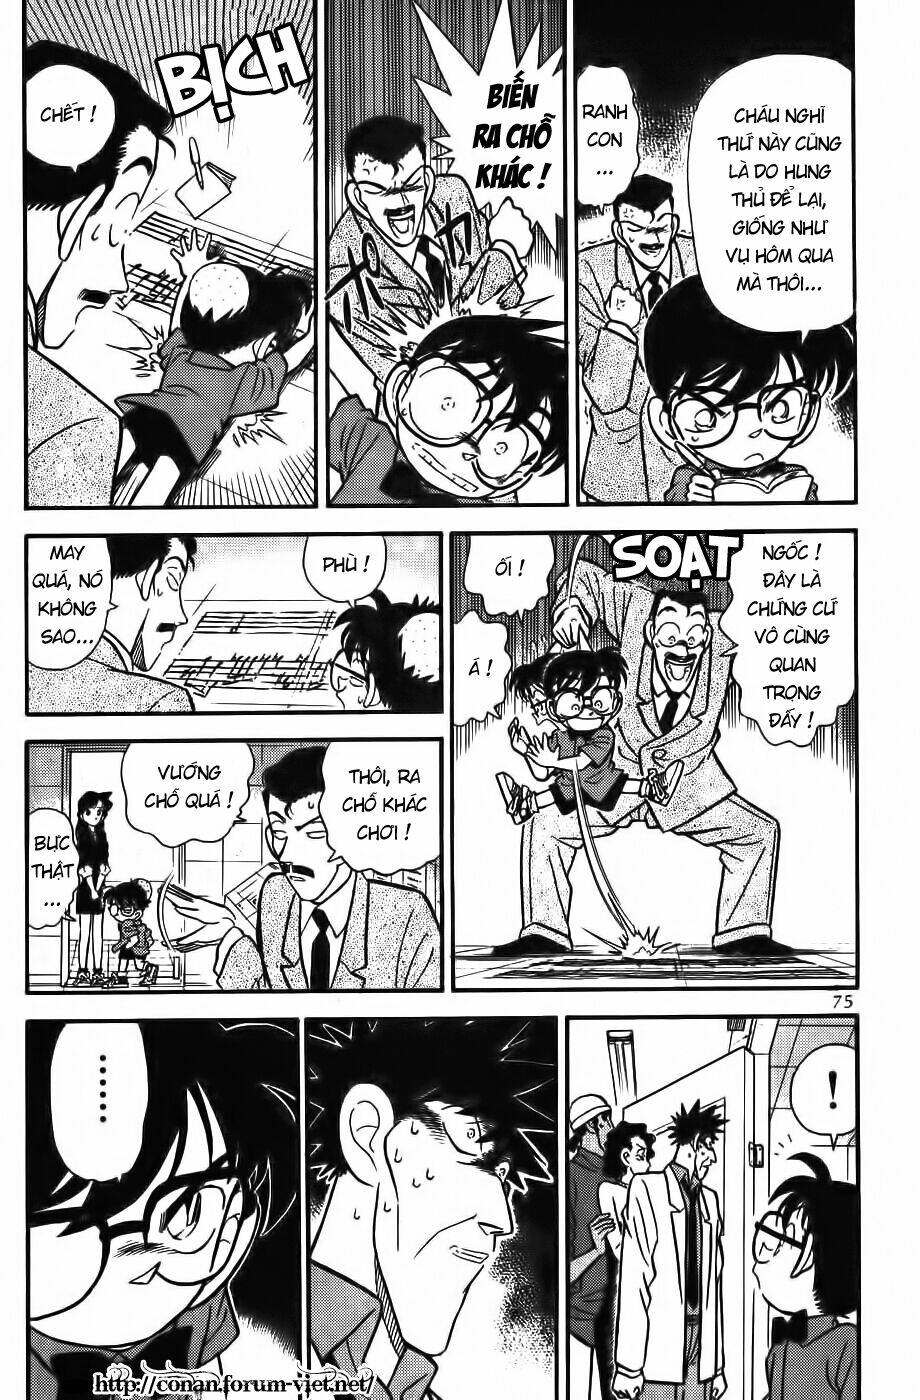 CHÁU NGHĨ
THỨ NÀY CŨNG
LÀ DO HUNG
THỦ ĐỂ LẠI,
GIỐNG NHƯ
VỤ HÔM QUA
MÀ THÔI...
RANH
CON
...
BIẾN
RA CHỖ
KHÁC !
BỊCH
CHẾT !
NGỐC !
ĐÂY LÀ
CHỨNG CỨ
VÔ CÙNG
QUAN
TRỌNG
ĐẤY !
SOẠT
ỐI !
Á !
PHÙ !
MAY
QUÁ, NÓ
KHÔNG
SAO...
THÔI, RA
CHỖ KHÁC
CHƠI !
VƯỚNG
CHỖ QUÁ !
BỰC
THẬT
...
75
!
......
http://conan.forum-viet.net/